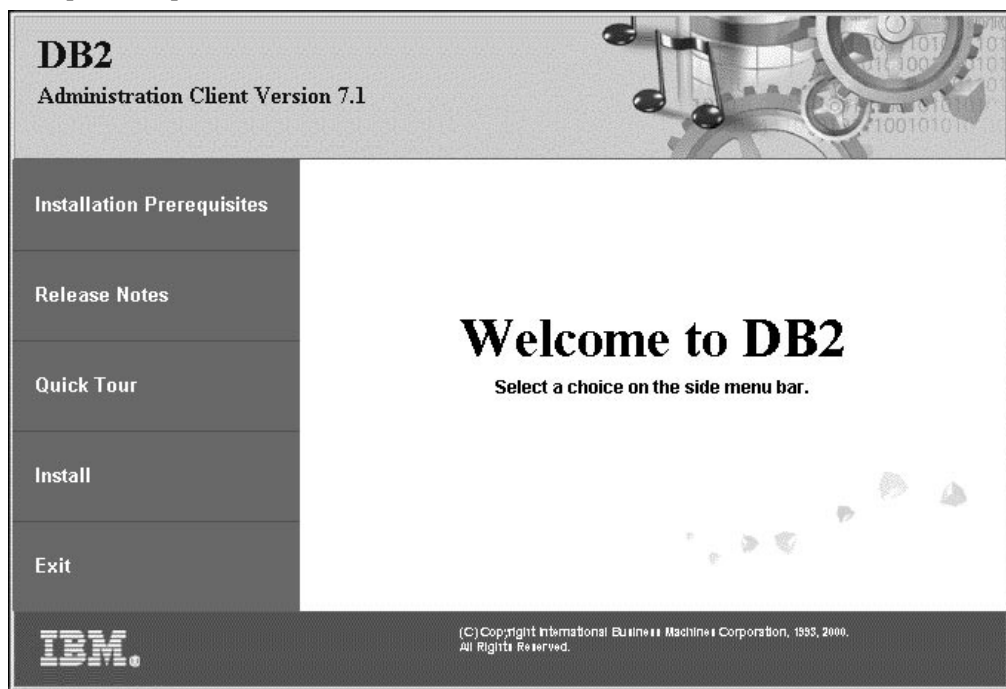 DB2
Administration Client Version 7.1
Installation Prerequisites
Release Notes
Quick Tour
Install
Exit
Welcome to DB2
Select a choice on the side menu bar.
IBM®
(C) Copyright International Business Machines Corporation, 1993, 2000.
All Rights Reserved.